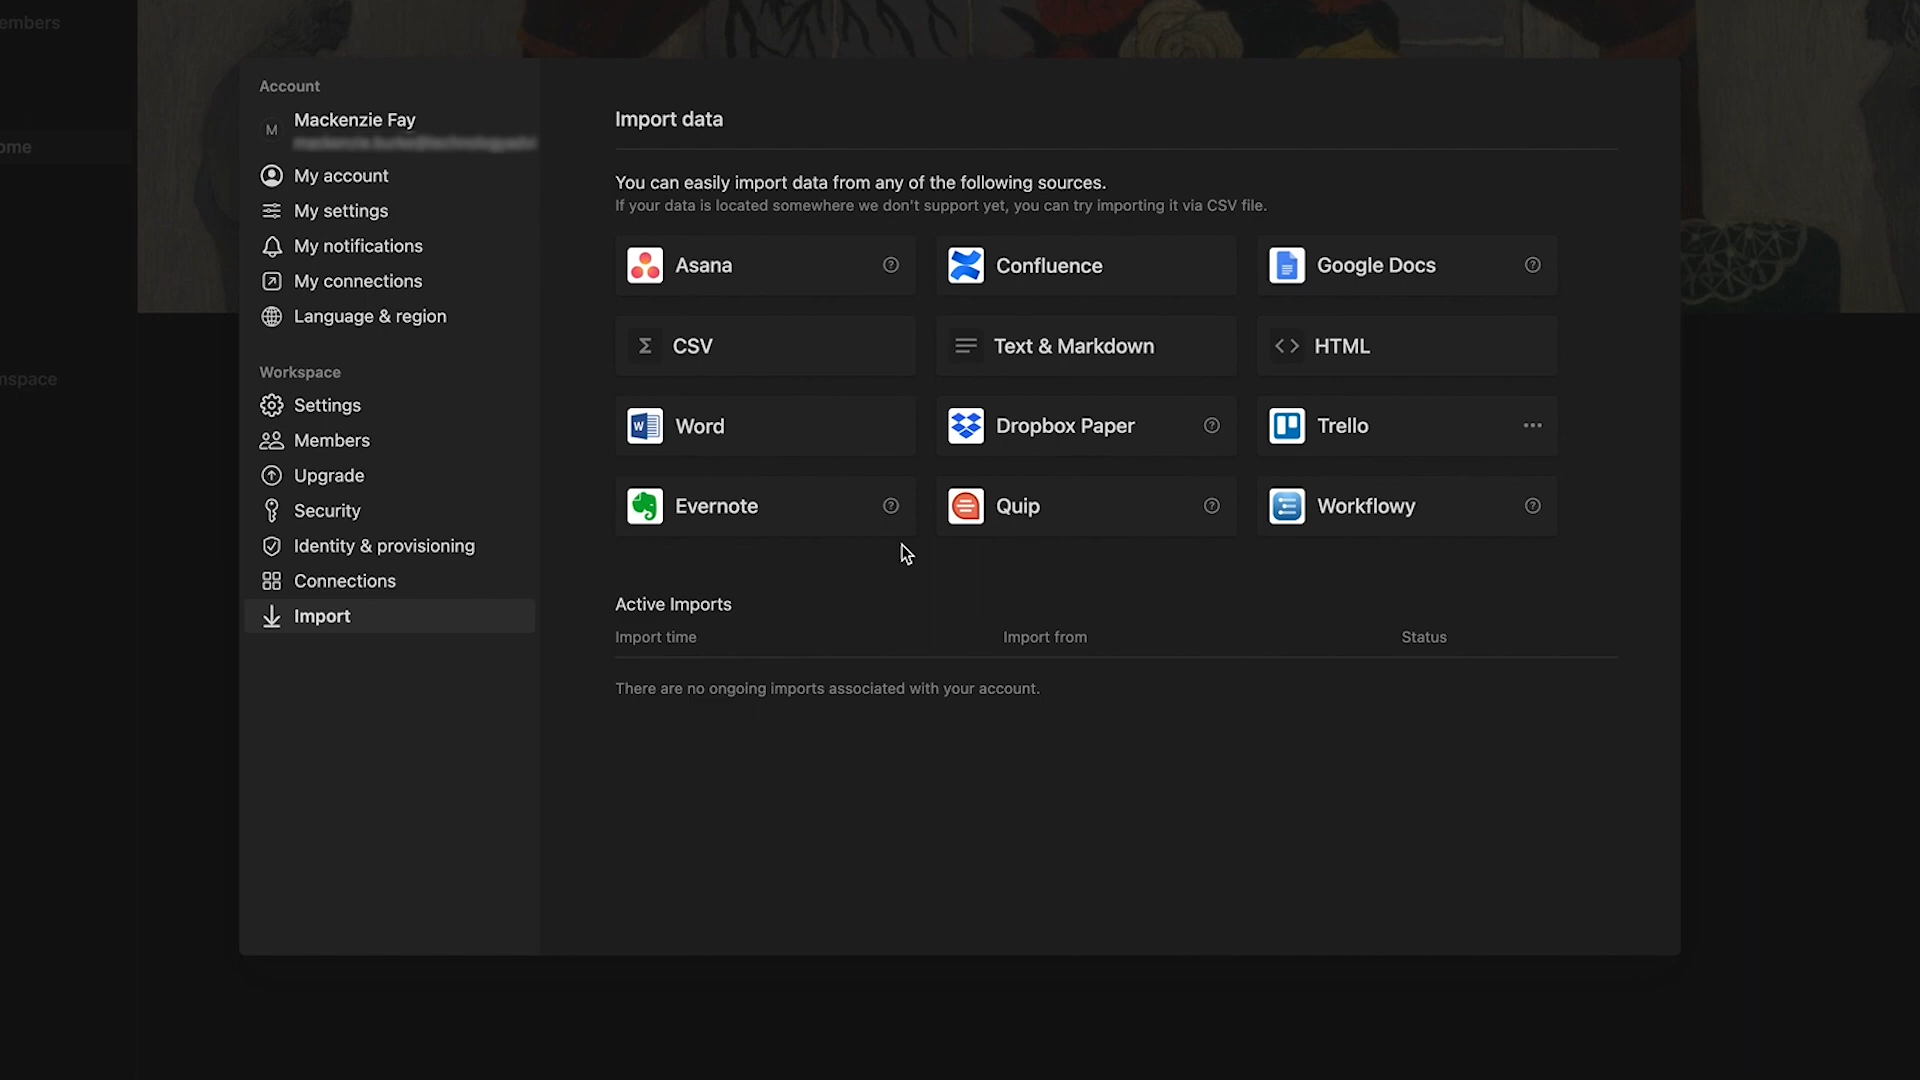 embers
ome
nspace
Account
M
Mackenzie Fay
My account
My settings
My notifications
My connections
Language & region
Workspace
Settings
Members
Upgrade
Security
Identity & provisioning
Connections
Import
Import data
You can easily import data from any of the following sources.
If your data is located somewhere we don't support yet, you can try importing it via CSV file.
Asana
Confluence
Google Docs
CSV
Text & Markdown
HTML
Word
Dropbox Paper
Trello
Evernote
Quip
Workflowy
Active Imports
Import time Import from Status
There are no ongoing imports associated with your account.